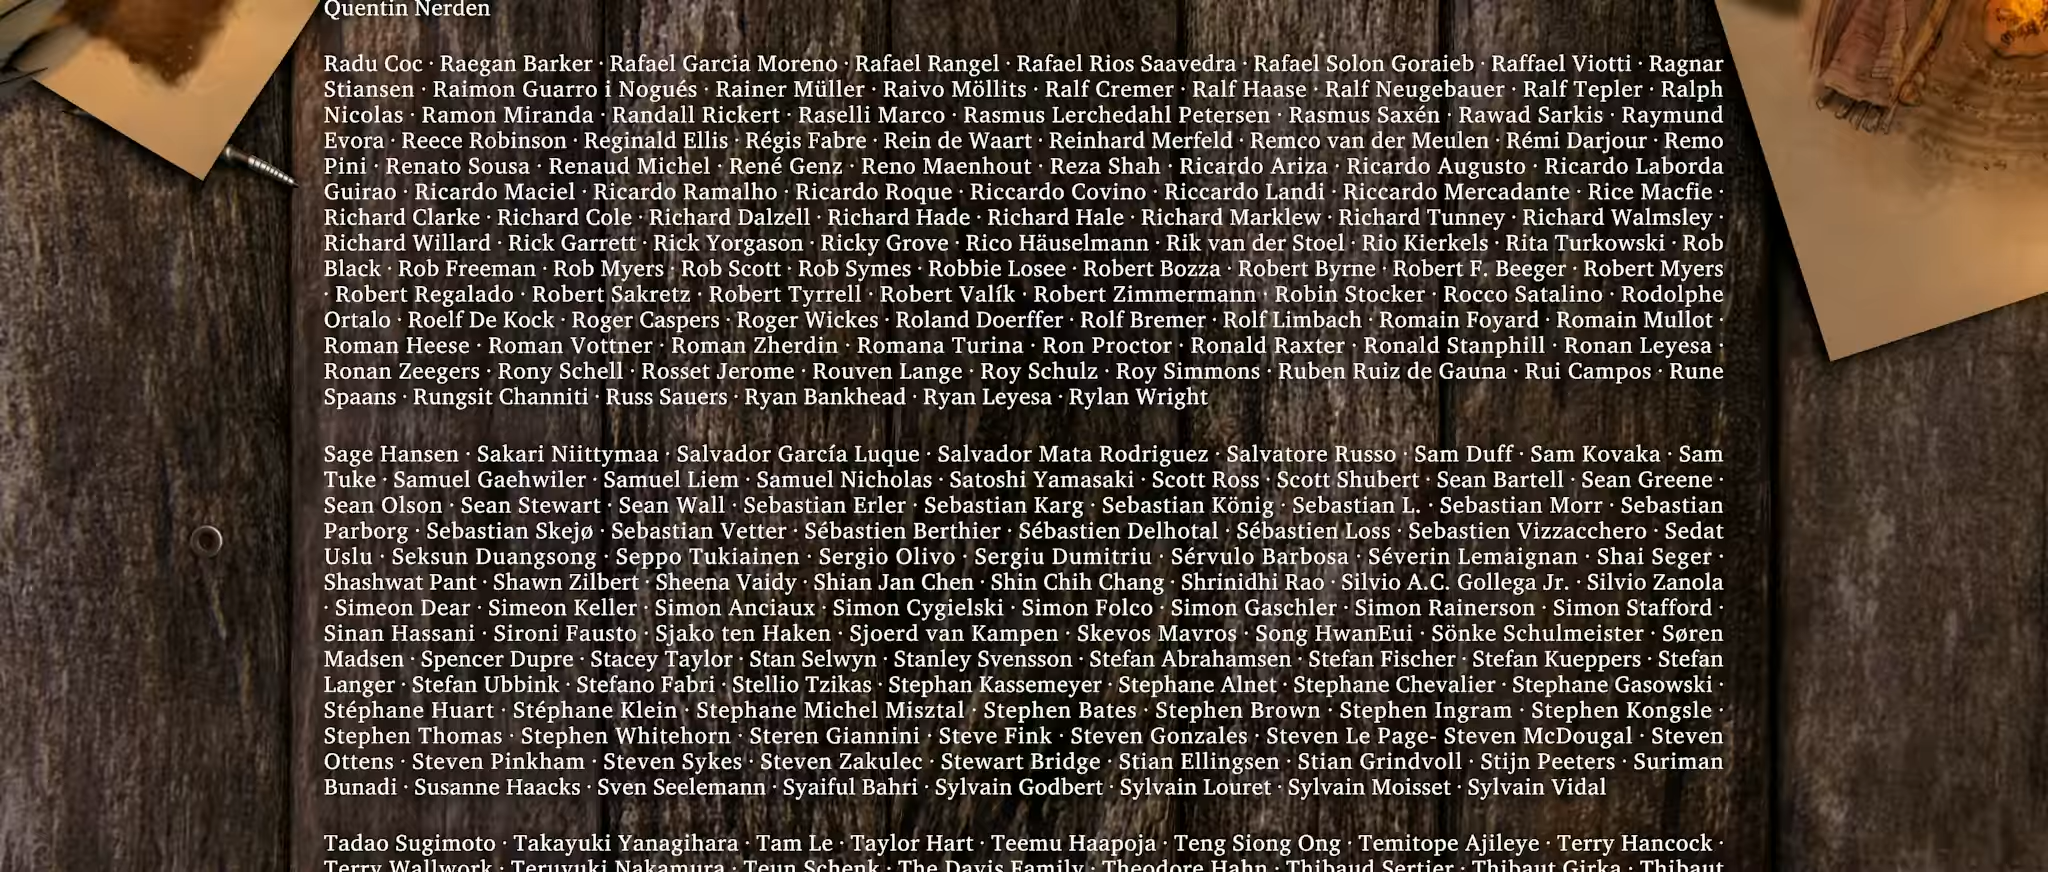 Quentin Nerden
Radu Coc · Raegan Barker · Rafael Garcia Moreno · Rafael Rangel · Rafael Rios Saavedra · Rafael Solon Goraieb · Raffael Viotti · Ragnar
Stiansen · Raimon Guarro i Nogués · Rainer Müller · Raivo Möllits · Ralf Cremer · Ralf Haase · Ralf Neugebauer · Ralf Tepler · Ralph
Nicolas · Ramon Miranda · Randall Rickert · Raselli Marco · Rasmus Lerchedahl Petersen · Rasmus Saxén · Rawad Sarkis · Raymund
Evora · Reece Robinson · Reginald Ellis · Régis Fabre · Rein de Waart · Reinhard Merfeld · Remco van der Meulen · Rémi Darjour · Remo
Pini · Renato Sousa · Renaud Michel · René Genz · Reno Maenhout · Reza Shah · Ricardo Ariza · Ricardo Augusto · Ricardo Laborda
Guirao · Ricardo Maciel · Ricardo Ramalho · Ricardo Roque · Riccardo Covino · Riccardo Landi · Riccardo Mercadante · Rice Macfie ·
Richard Clarke · Richard Cole · Richard Dalzell · Richard Hade · Richard Hale · Richard Marklew · Richard Tunney · Richard Walmsley ·
Richard Willard · Rick Garrett · Rick Yorgason · Ricky Grove · Rico Häuselmann · Rik van der Stoel · Rio Kierkels · Rita Turkowski · Rob
Black · Rob Freeman · Rob Myers · Rob Scott · Rob Symes · Robbie Losee · Robert Bozza · Robert Byrne · Robert F. Beeger · Robert Myers
· Robert Regalado · Robert Sakretz · Robert Tyrrell · Robert Valík · Robert Zimmermann · Robin Stocker · Rocco Satalino · Rodolphe
Ortalo · Roelf De Kock · Roger Caspers · Roger Wickes · Roland Doerffer · Rolf Bremer · Rolf Limbach · Romain Foyard · Romain Mullot ·
Roman Heese · Roman Vottner · Roman Zherdin · Romana Turina · Ron Proctor · Ronald Raxter · Ronald Stanphill · Ronan Leyesa ·
Ronan Zeegers · Rony Schell · Rosset Jerome · Rouven Lange · Roy Schulz · Roy Simmons · Ruben Ruiz de Gauna · Rui Campos · Rune
Spaans · Rungsit Channiti · Russ Sauers · Ryan Bankhead · Ryan Leyesa · Rylan Wright
Sage Hansen · Sakari Niittymaa · Salvador García Luque · Salvador Mata Rodriguez · Salvatore Russo · Sam Duff · Sam Kovaka · Sam
Tuke · Samuel Gaehwiler · Samuel Liem · Samuel Nicholas · Satoshi Yamasaki · Scott Ross · Scott Shubert · Sean Bartell · Sean Greene ·
Sean Olson · Sean Stewart · Sean Wall · Sebastian Erler · Sebastian Karg · Sebastian König · Sebastian L. · Sebastian Morr · Sebastian
Parborg · Sebastian Skejø · Sebastian Vetter · Sébastien Berthier · Sébastien Delhotal · Sébastien Loss · Sebastien Vizzacchero · Sedat
Uslu · Seksun Duangsong · Seppo Tukiainen · Sergio Olivo · Sergiu Dumitriu · Sérvulo Barbosa · Séverin Lemaignan · Shai Seger ·
Shashwat Pant · Shawn Zilbert · Sheena Vaidy · Shian Jan Chen · Shin Chih Chang · Shrinidhi Rao · Silvio A.C. Gollega Jr. · Silvio Zanola
· Simeon Dear · Simeon Keller · Simon Anciaux · Simon Cygielski · Simon Folco · Simon Gaschler · Simon Rainerson · Simon Stafford ·
Sinan Hassani · Sironi Fausto · Sjako ten Haken · Sjoerd van Kampen · Skevos Mavros · Song HwanEui · Sönke Schulmeister · Søren
Madsen · Spencer Dupre · Stacey Taylor · Stan Selwyn · Stanley Svensson · Stefan Abrahamsen · Stefan Fischer · Stefan Kueppers · Stefan
Langer · Stefan Ubbink · Stefano Fabri · Stellio Tzikas · Stephan Kassemeyer · Stephane Alnet · Stephane Chevalier · Stephane Gasowski ·
Stéphane Huart · Stéphane Klein · Stephane Michel Misztal · Stephen Bates · Stephen Brown · Stephen Ingram · Stephen Kongsle ·
Stephen Thomas · Stephen Whitehorn · Steren Giannini · Steve Fink · Steven Gonzales · Steven Le Page- Steven McDougal · Steven
Ottens · Steven Pinkham · Steven Sykes · Steven Zakulec · Stewart Bridge · Stian Ellingsen · Stian Grindvoll · Stijn Peeters · Suriman
Bunadi · Susanne Haacks · Sven Seelemann · Syaiful Bahri · Sylvain Godbert · Sylvain Louret · Sylvain Moisset · Sylvain Vidal
Tadao Sugimoto · Takayuki Yanagihara · Tam Le · Taylor Hart · Teemu Haapoja · Teng Siong Ong · Temitope Ajileye · Terry Hancock ·
Terry Wallwork · Teruyuki Nakamura · Teun Schenk · The Davis Family · Theodore Hahn · Thibaud Sertier · Thibaut Girka · Thibaut